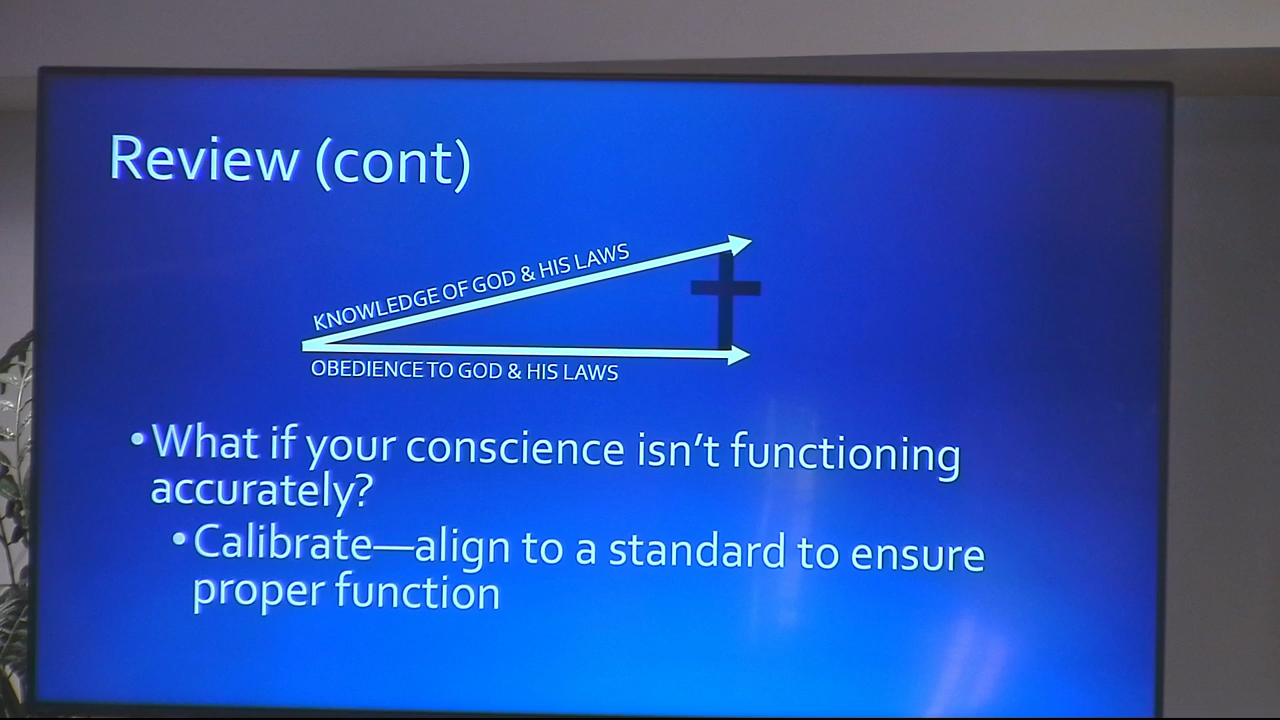 Review (cont)
KNOWLEDGE OF GOD & HIS LAWS
OBEDIENCE TO GOD & HIS LAWS
•What if your conscience isn't functioning
accurately?
•Calibrate—align to a standard to ensure
proper function